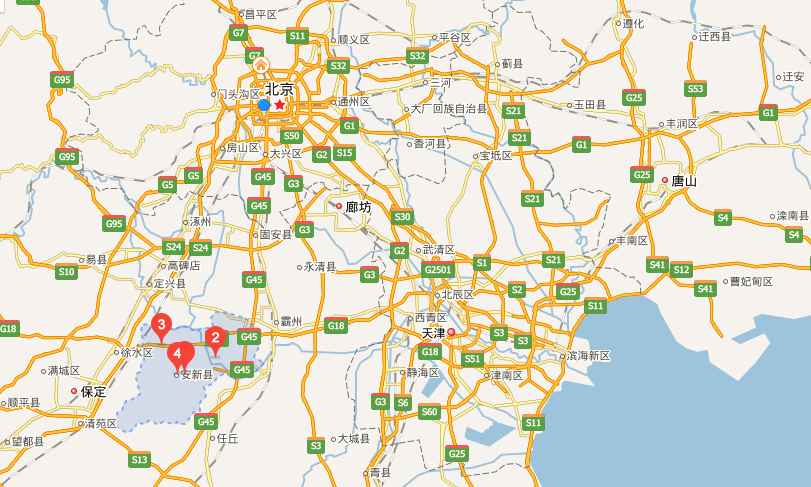 昌平区
G7
S11
顺义区
平谷区
遵化
迁西县
G7
S32
S32
蓟县
迁安
G95
门头沟区
北京
通州区
三河
大厂回族自治县
S21
玉田县
G25
S53
G1
丰润区
S50
G1
香河县
S21
G1
G95
房山区
大兴区
G2
S15
宝坻区
G5
G5
G45
G3
G25
唐山
G45
廊坊
S21
S30
S4
滦南县
G95
涿州
固安县
G3
S4
S24
S24
G2
武清区
丰南区
易县
S10
高碑店
永清县
G3
G2501
S1
S21
S41
S12
定兴县
G45
北辰区
S2
G25
S41
曹妃甸区
S11
霸州
G18
西青区
G18
3
2
G45
天津
S3
S3
徐水区
4
G18
S51
滨海新区
满城区
安新县
G45
静海区
津南区
保定
顺平县
G3
S6
S60
清苑区
G45
S11
望都县
任丘
大城县
S13
S3
G25
青县